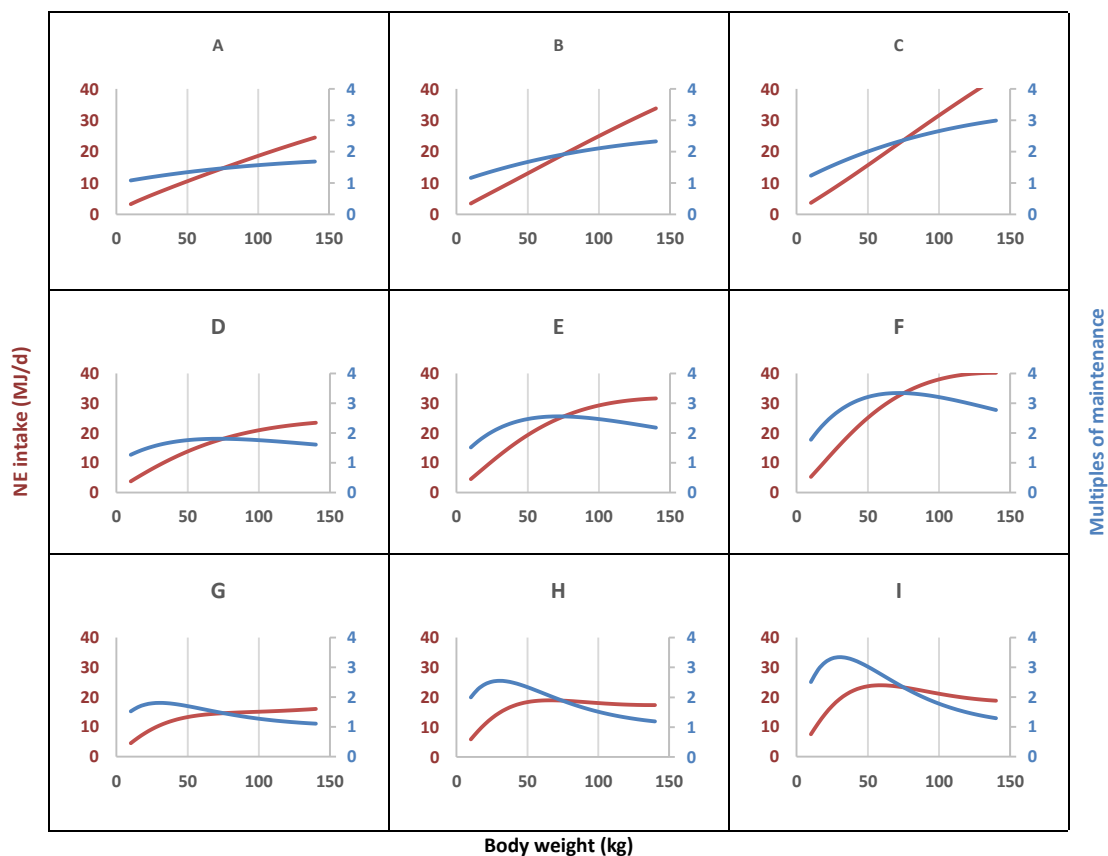 A
B
C
40 4 40 4 40 4
30 3 30 3 30 3
20 2 20 2 20 2
10 1 10 1 10 1
0 0 0 0 0 0
0 50 100 150 0 50 100 150 0 50 100 150
D
E
F
40 4 40 4 40 4
30 3 30 3 30 3
20 2 20 2 20 2
10 1 10 1 10 1
0 0 0 0 0 0
0 50 100 150 0 50 100 150 0 50 100 150
G
H
I
40 4 40 4 40 4
30 3 30 3 30 3
20 2 20 2 20 2
10 1 10 1 10 1
0 0 0 0 0 0
0 50 100 150 0 50 100 150 0 50 100 150
NE intake (MJ/d)
Multiples of maintenance
Body weight (kg)